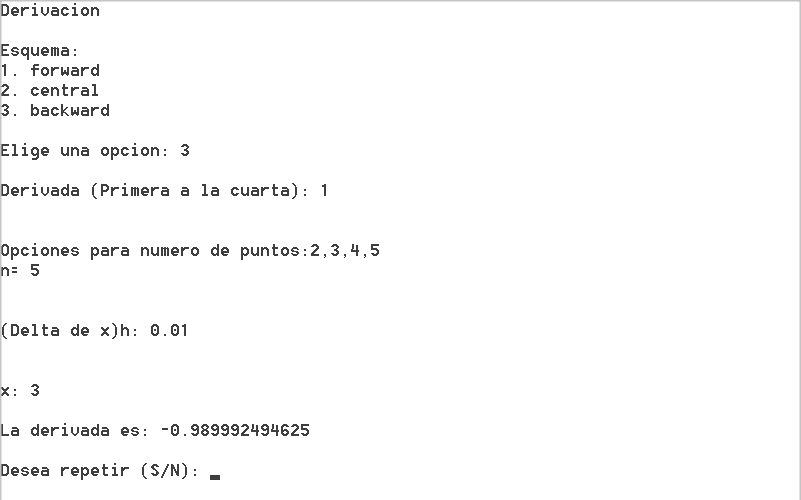 Derivacion
Esquema:
1. forward
2. central
3. backward
Elige una opcion: 3
Derivada (Primera a la cuarta): 1
Opciones para numero de puntos:2,3,4,5
n= 5
(Delta de x)h: 0.01
x: 3
La derivada es: -0.989992494625
Desea repetir (S/N): _